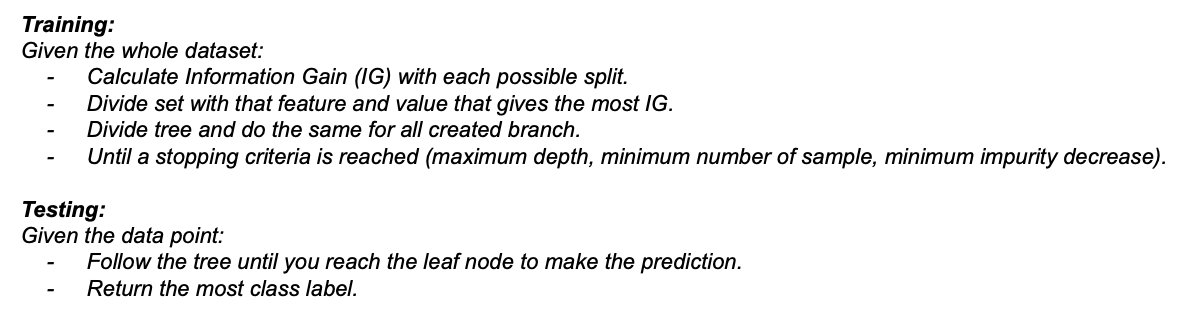 Training:
Given the whole dataset:
- Calculate Information Gain (IG) with each possible split.
- Divide set with that feature and value that gives the most IG.
- Divide tree and do the same for all created branch.
- Until a stopping criteria is reached (maximum depth, minimum number of sample, minimum impurity decrease).
Testing:
Given the data point:
- Follow the tree until you reach the leaf node to make the prediction.
- Return the most class label.